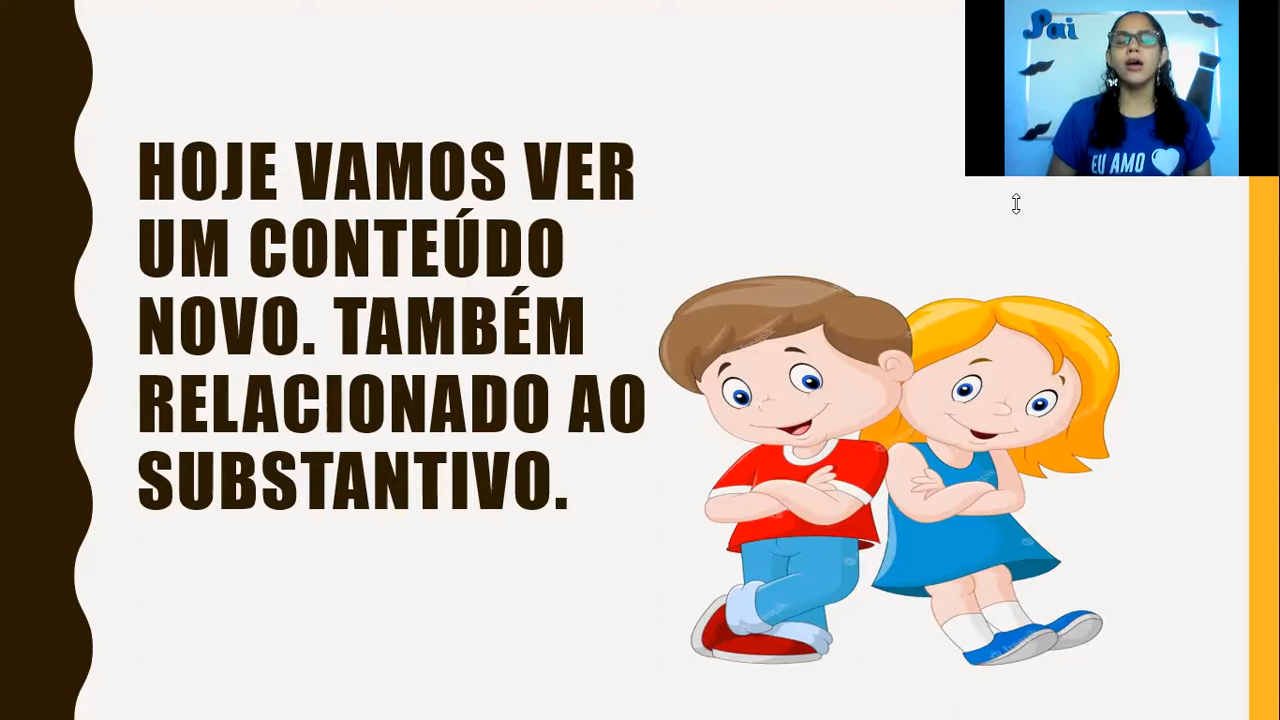 Pai
EU AMO
HOJE VAMOS VER
UM CONTEÚDO
NOVO. TAMBÉM
RELACIONADO AO
SUBSTANTIVO.